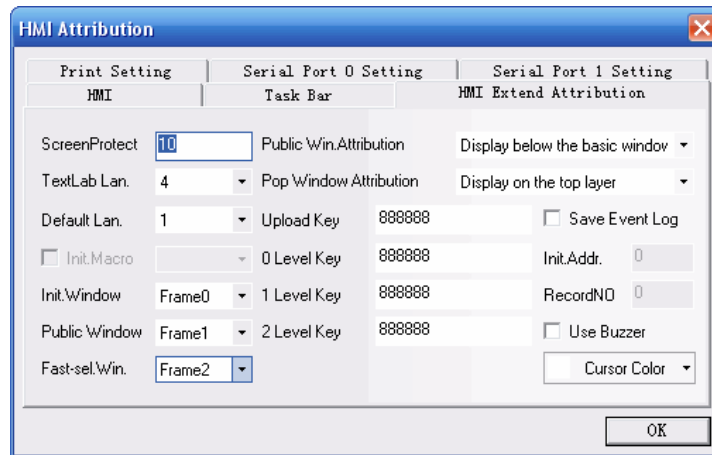 HMI Attribution
Print Setting Serial Port 0 Setting Serial Port 1 Setting
HMI Task Bar HMI Extend Attribution
ScreenProtect 10 Public Win.Attribution Display below the basic window
TextLab Lan. 4 Pop Window Attribution Display on the top layer
Default Lan. 1 Upload Key 888888 Save Event Log
Init.Macro 0 Level Key 888888 Init.Addr. 0
Init.Window Frame0 1 Level Key 888888 RecordNO 0
Public Window Frame1 2 Level Key 888888 Use Buzzer
Fast-sel.Win. Frame2 Cursor Color
OK